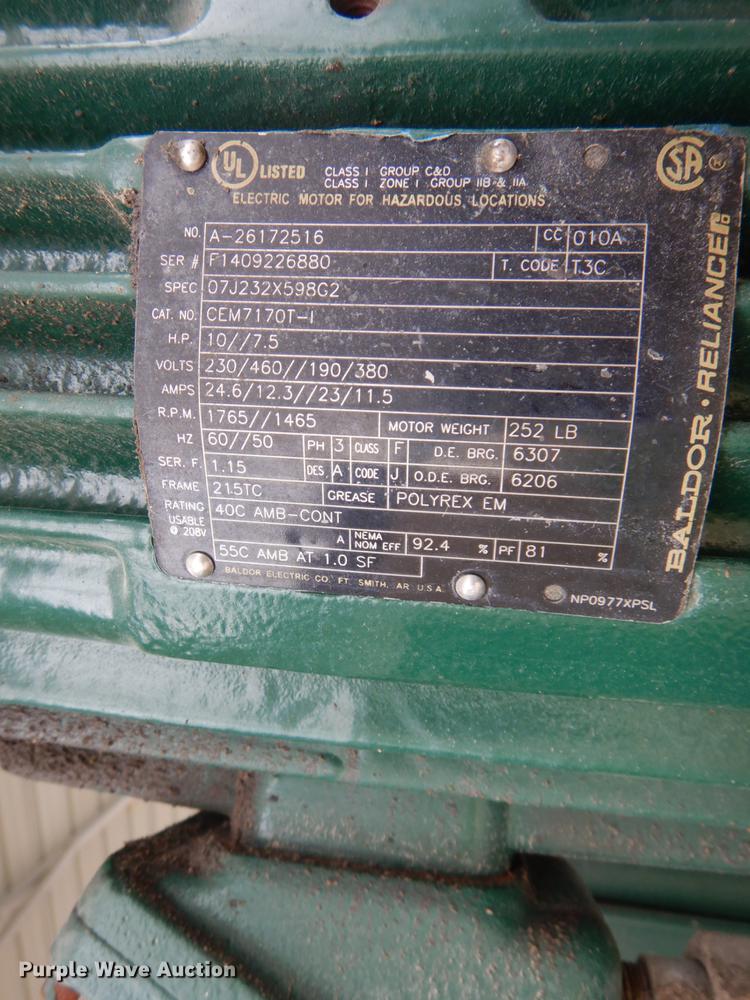 UL LISTED CLASS I GROUP C&D
CLASS I ZONE I GROUP IIB & IIA
SA ®
ELECTRIC MOTOR FOR HAZARDOUS LOCATIONS
NO. A-26172516 CC 010A
SER # F1409226880 T. CODE T3C
SPEC 07J232X598G2
CAT. NO. CEM7170T-I
H.P. 10//7.5
VOLTS 230/460//190/380
AMPS 24.6/12.3//23/11.5
R.P.M. 1765//1465 MOTOR WEIGHT 252 LB
HZ 60//50 PH 3 CLASS F D.E. BRG. 6307
SER. F. 1.15 DES. A CODE J O.D.E. BRG. 6206
FRAME 215TC GREASE POLYREX EM
RATING 40C AMB-CONT
USABLE @ 208V A NEMA NOM EFF 92.4 % PF 81 %
55C AMB AT 1.0 SF
BALDOR ELECTRIC CO. FT. SMITH, AR U.S.A.
NP0977XPSL
BALDOR • RELIANCER
Purple Wave Auction